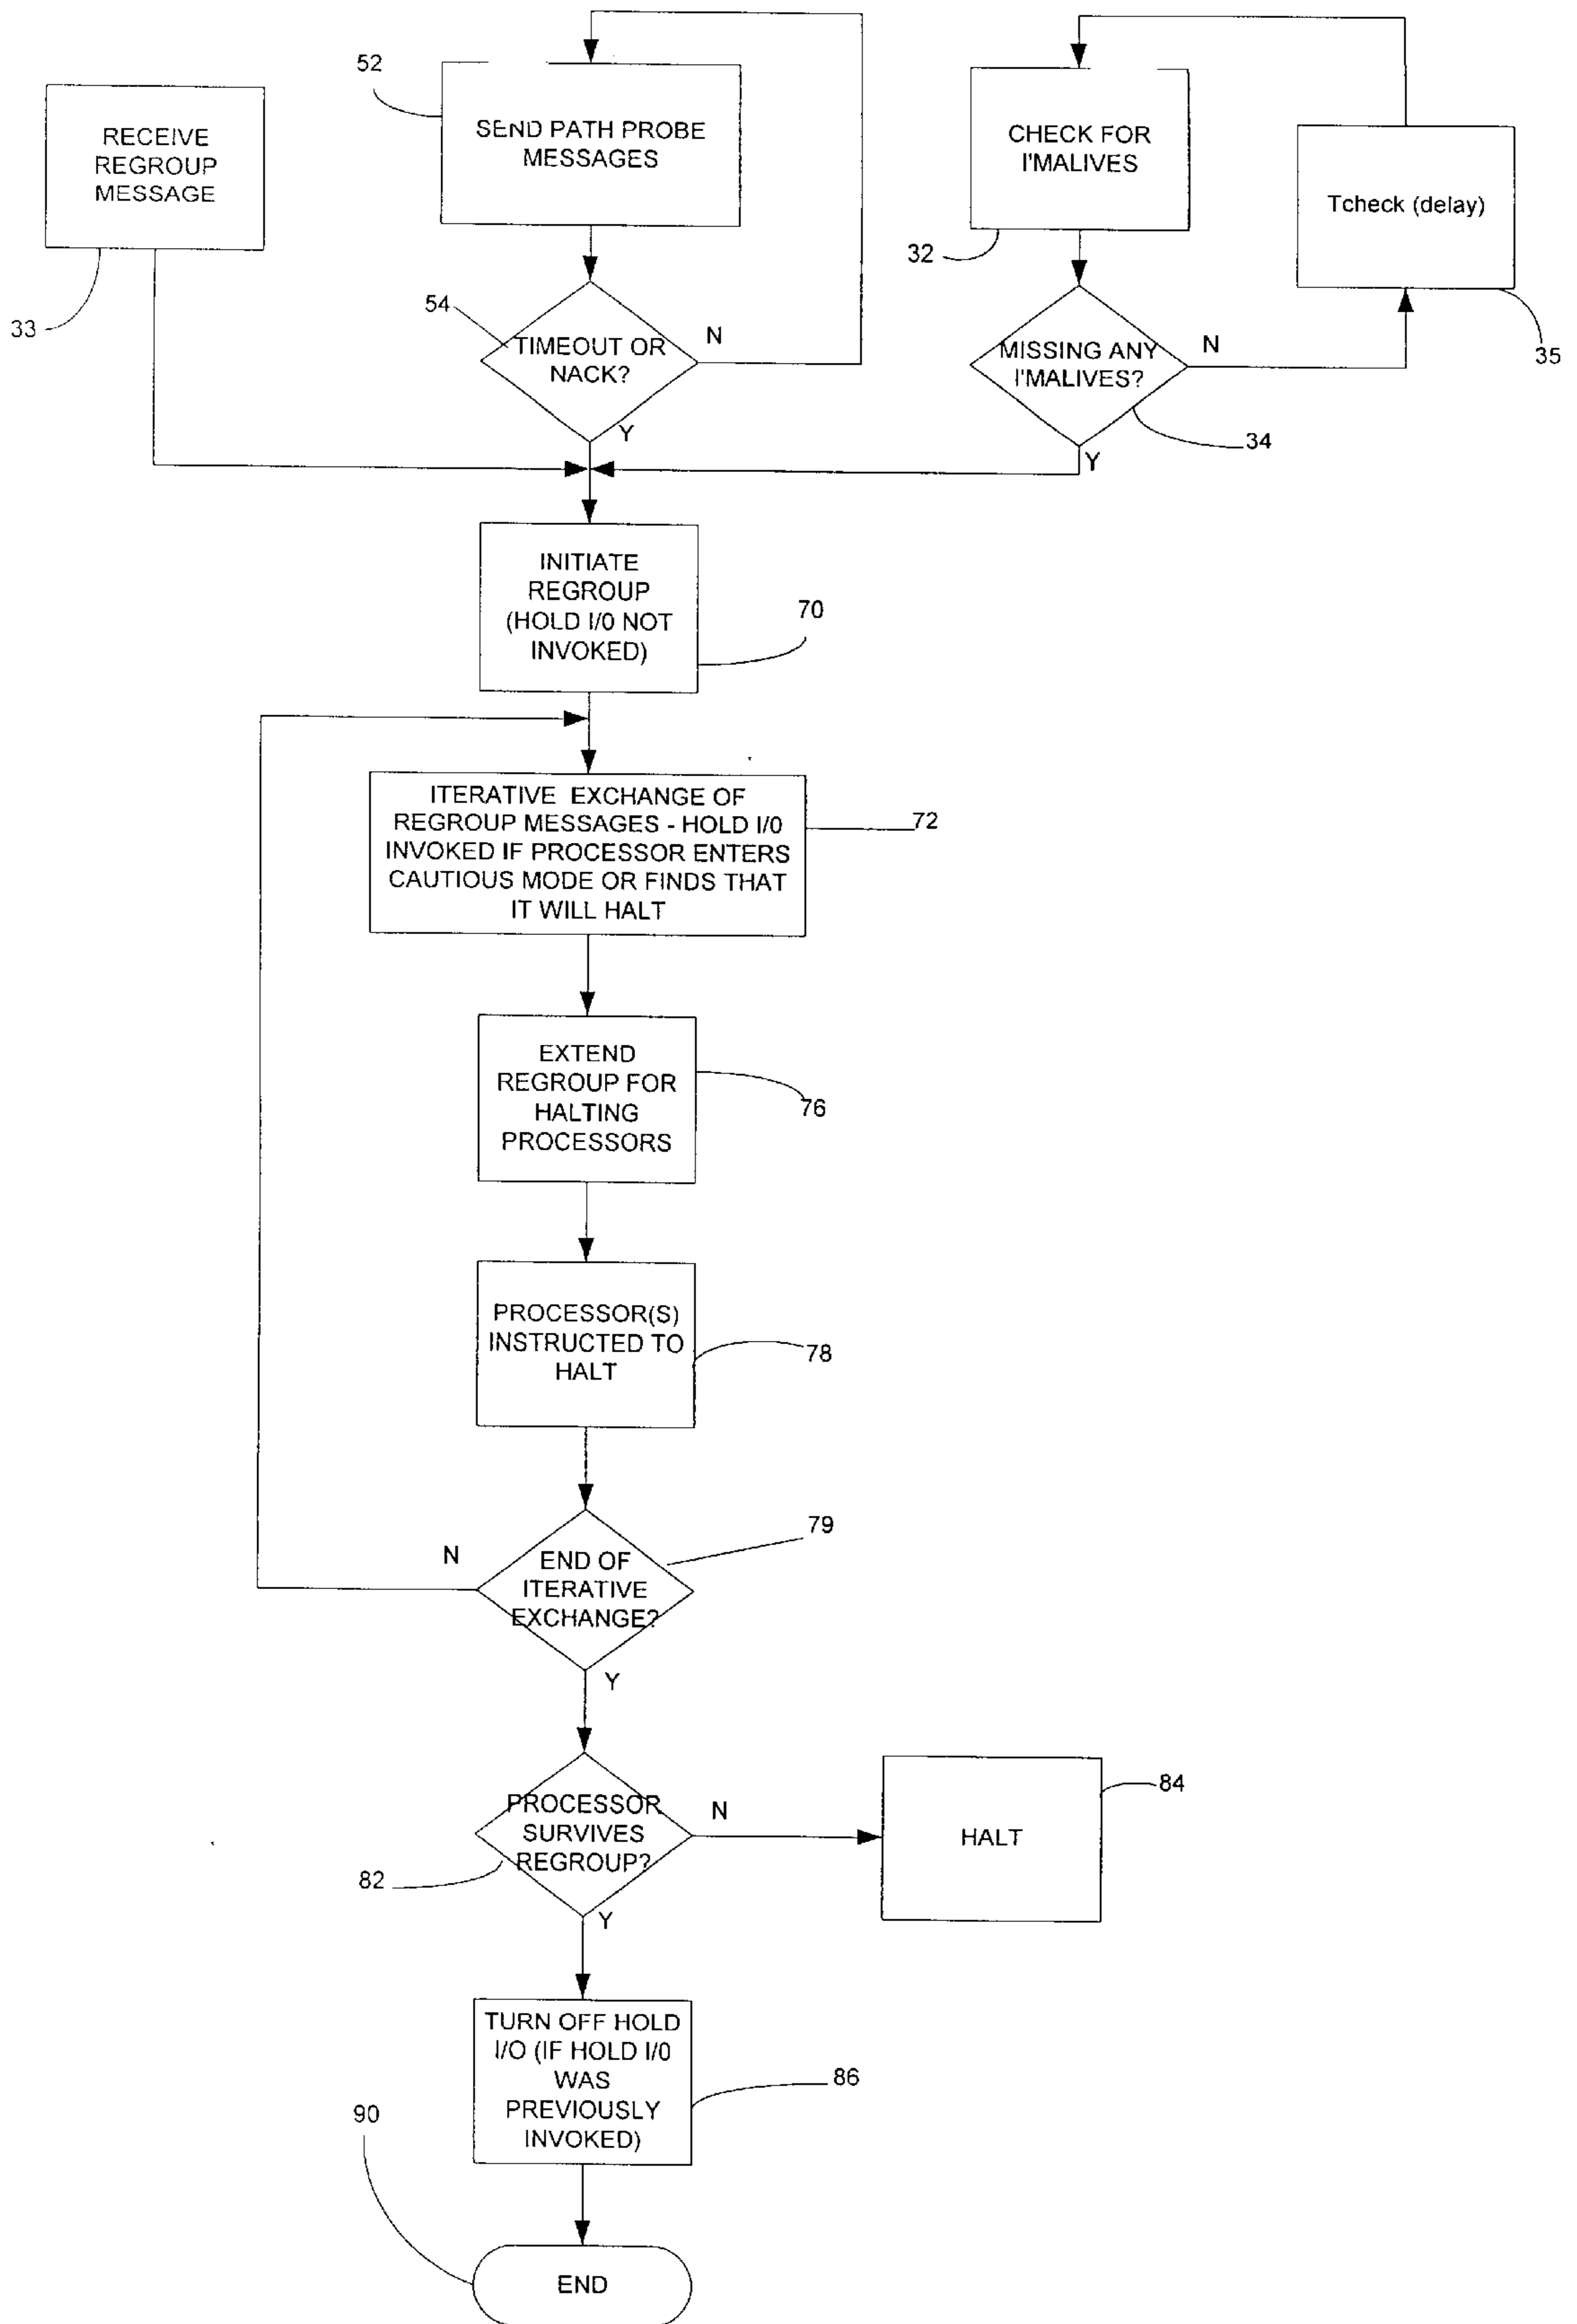 52
RECEIVE
REGROUP
MESSAGE
33
SEND PATH PROBE
MESSAGES
54
TIMEOUT OR
NACK?
N
Y
CHECK FOR
I'MALIVES
32
Tcheck (delay)
35
MISSING ANY
I'MALIVES?
N
34
Y
INITIATE
REGROUP
(HOLD I/0 NOT
INVOKED)
70
ITERATIVE EXCHANGE OF
REGROUP MESSAGES - HOLD I/0
INVOKED IF PROCESSOR ENTERS
CAUTIOUS MODE OR FINDS THAT
IT WILL HALT
72
EXTEND
REGROUP FOR
HALTING
PROCESSORS
76
PROCESSOR(S)
INSTRUCTED TO
HALT
78
79
N
END OF
ITERATIVE
EXCHANGE?
Y
PROCESSOR
SURVIVES
REGROUP?
N
82
Y
84
HALT
TURN OFF HOLD
I/O (IF HOLD I/0
WAS
PREVIOUSLY
INVOKED)
86
90
END